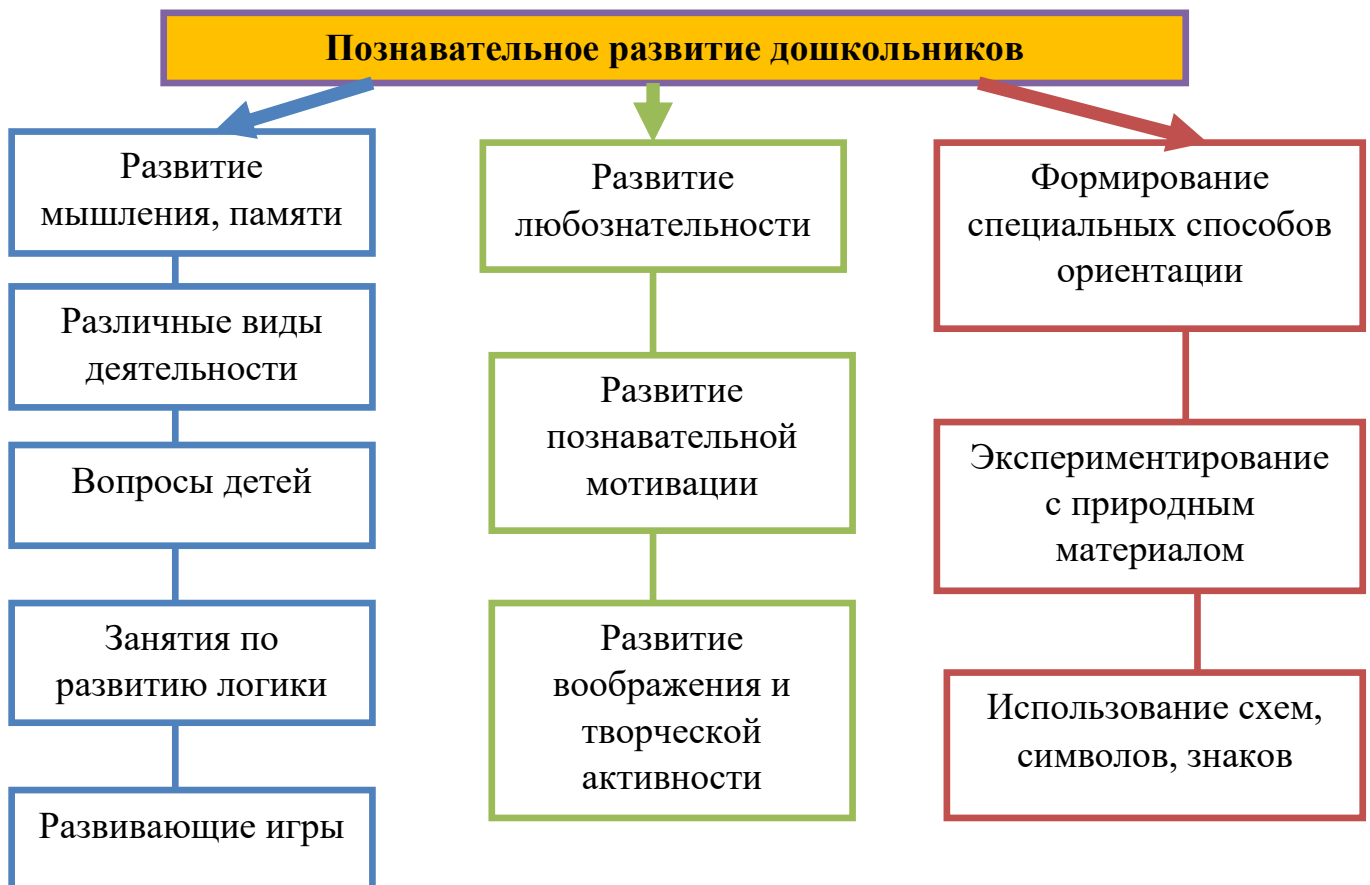 Познавательное развитие дошкольников
Развитие
мышления, памяти
Различные виды
деятельности
Вопросы детей
Занятия по
развитию логики
Развивающие игры
Развитие
любознательности
Развитие
познавательной
мотивации
Развитие
воображения и
творческой
активности
Формирование
специальных способов
ориентации
Экспериментирование
с природным
материалом
Использование схем,
символов, знаков